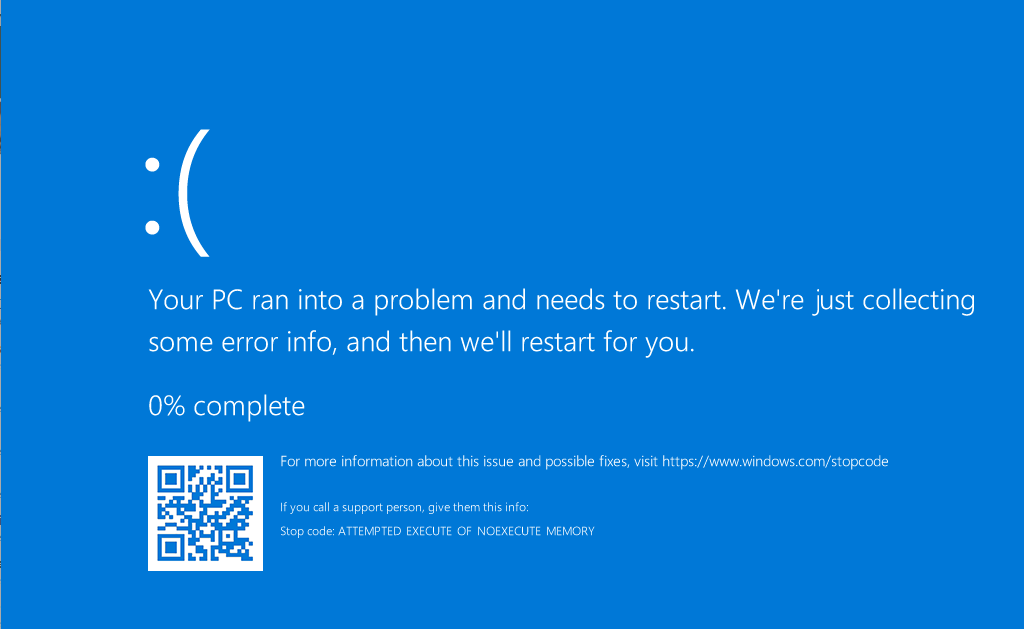 :(
Your PC ran into a problem and needs to restart. We're just collecting
some error info, and then we'll restart for you.
0% complete
For more information about this issue and possible fixes, visit https://www.windows.com/stopcode
If you call a support person, give them this info:
Stop code: ATTEMPTED EXECUTE OF NOEXECUTE MEMORY